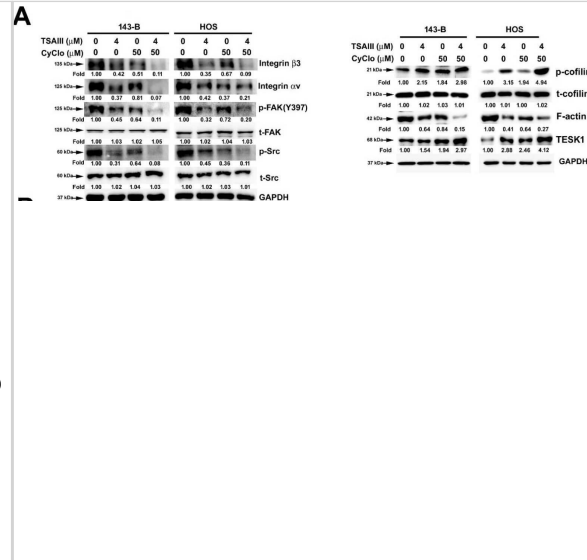 A
143-B HOS
TSAIII (μM) 0 4 0 4 0 4 0 4
CyClo (μM) 0 0 50 50 0 0 50 50
135 kDa Integrin β3
Fold 1.00 0.42 0.51 0.11 1.00 0.35 0.67 0.09
125 kDa Integrin αv
Fold 1.00 0.37 0.81 0.07 1.00 0.42 0.37 0.21
125 kDa p-FAK(Y397)
Fold 1.00 0.45 0.64 0.11 1.00 0.32 0.72 0.20
125 kDa t-FAK
Fold 1.00 1.03 1.02 1.05 1.00 1.02 1.04 1.03
60 kDa p-Src
Fold 1.00 0.31 0.64 0.08 1.00 0.45 0.36 0.11
60 kDa t-Src
Fold 1.00 1.02 1.04 1.03 1.00 1.02 1.03 1.01
37 kDa GAPDH
143-B HOS
TSAIII (μM) 0 4 0 4 0 4 0 4
CyClo (μM) 0 0 50 50 0 0 50 50
21 kDa p-cofilin
Fold 1.00 2.15 1.84 2.98 1.00 3.15 1.94 4.94
21 kDa t-cofilin
Fold 1.00 1.02 1.03 1.01 1.00 1.01 1.00 1.02
42 kDa F-actin
Fold 1.00 0.64 0.84 0.15 1.00 0.41 0.64 0.27
68 kDa TESK1
Fold 1.00 1.54 1.94 2.97 1.00 2.88 2.46 4.12
37 kDa GAPDH